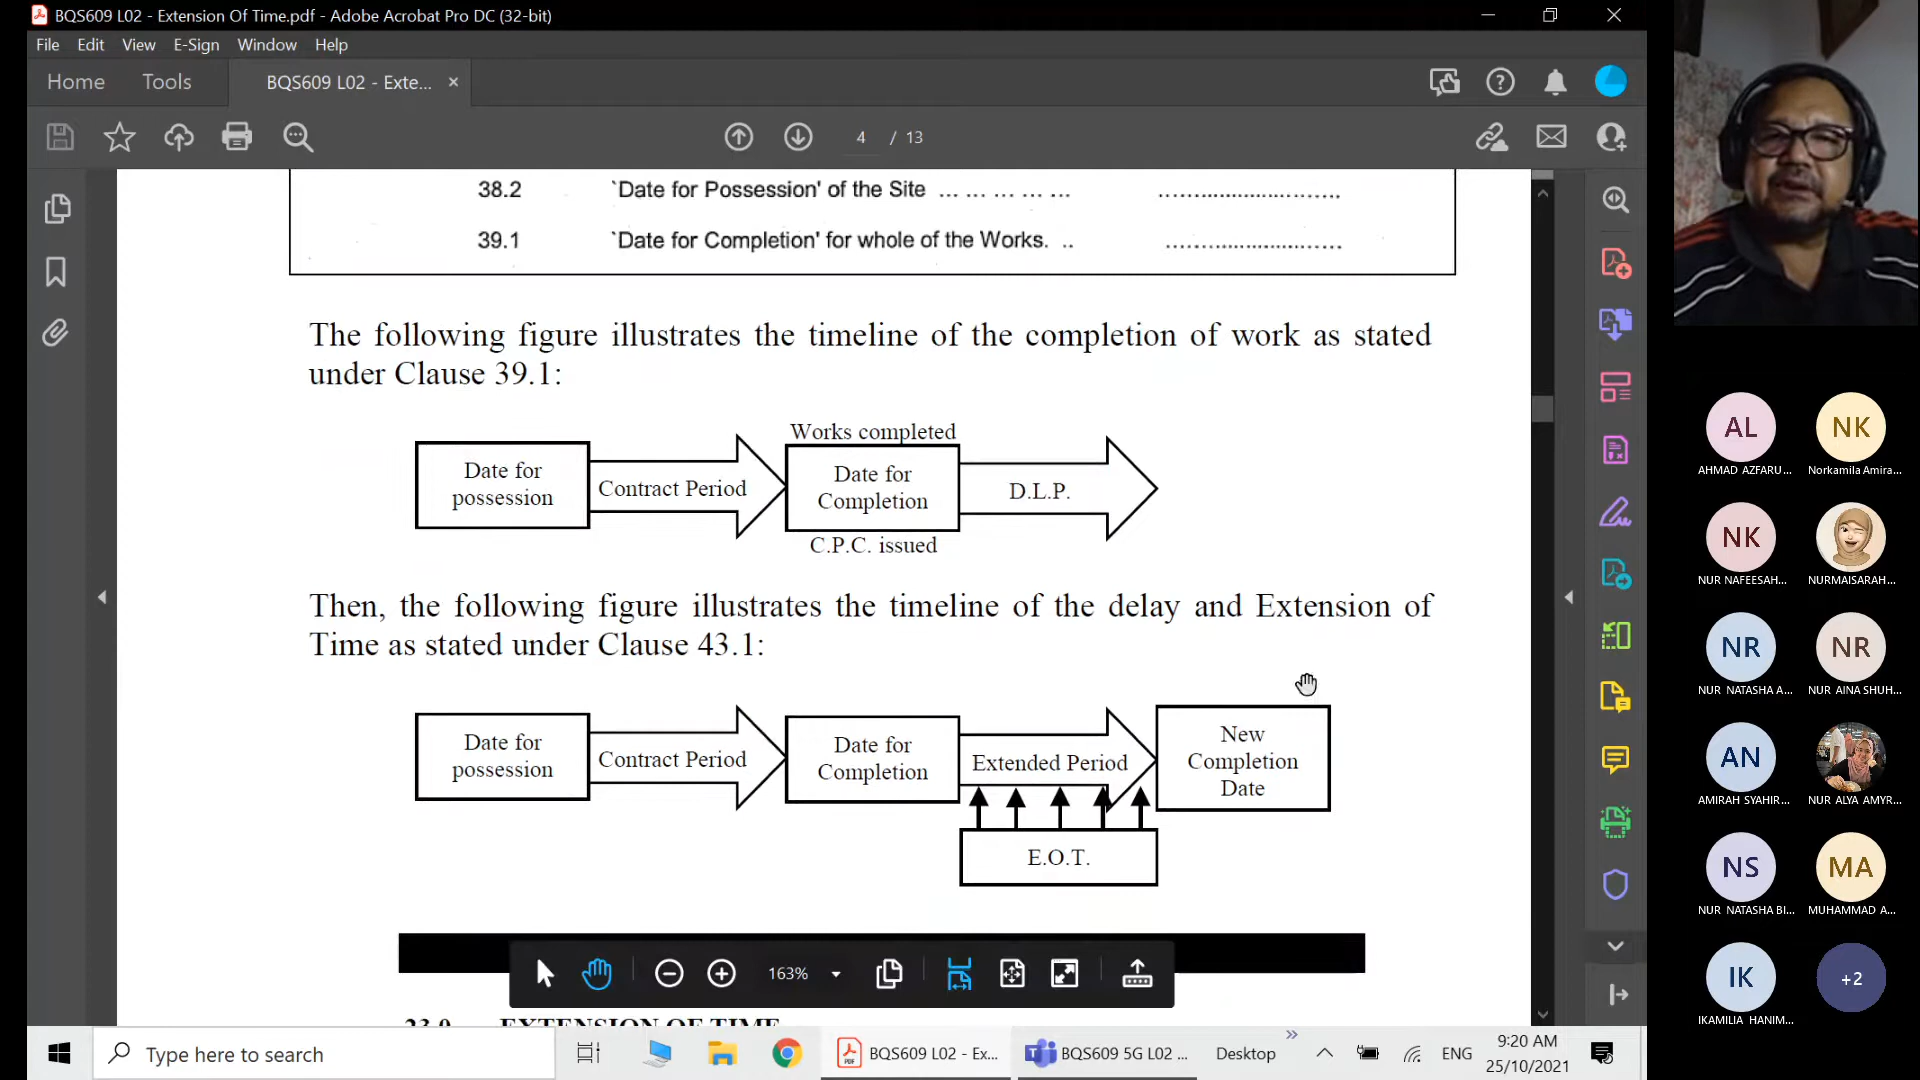 BQS609 L02 - Extension Of Time.pdf - Adobe Acrobat Pro DC (32-bit)
File Edit View E-Sign Window Help
Home Tools BQS609 L02 - Exte... ×
4 / 13
38.2 `Date for Possession' of the Site ... ... ... ... ... ...............................
39.1 `Date for Completion' for whole of the Works. .. ..............................
The following figure illustrates the timeline of the completion of work as stated
under Clause 39.1:
Works completed
Date for
possession
Contract Period
Date for
Completion
D.L.P.
C.P.C. issued
Then, the following figure illustrates the timeline of the delay and Extension of
Time as stated under Clause 43.1:
Date for
possession
Contract Period
Date for
Completion
Extended Period
New
Completion
Date
E.O.T.
163%
23.0 EXTENSION OF TIME
AL
AHMAD AZFARU...
NK
Norkamila Amira...
NK
NUR NAFEESAH...
NURMAISARAH...
NR
NUR NATASHA A...
NR
NUR AINA SHUH...
AN
AMIRAH SYAHIR...
NUR ALYA AMYR...
NS
NUR NATASHA BI...
MA
MUHAMMAD A...
IK
IKAMILIA HANIM...
+2
Type here to search
BQS609 L02 - Ex...
BQS609 5G L02 ...
Desktop
ENG
9:20 AM
25/10/2021